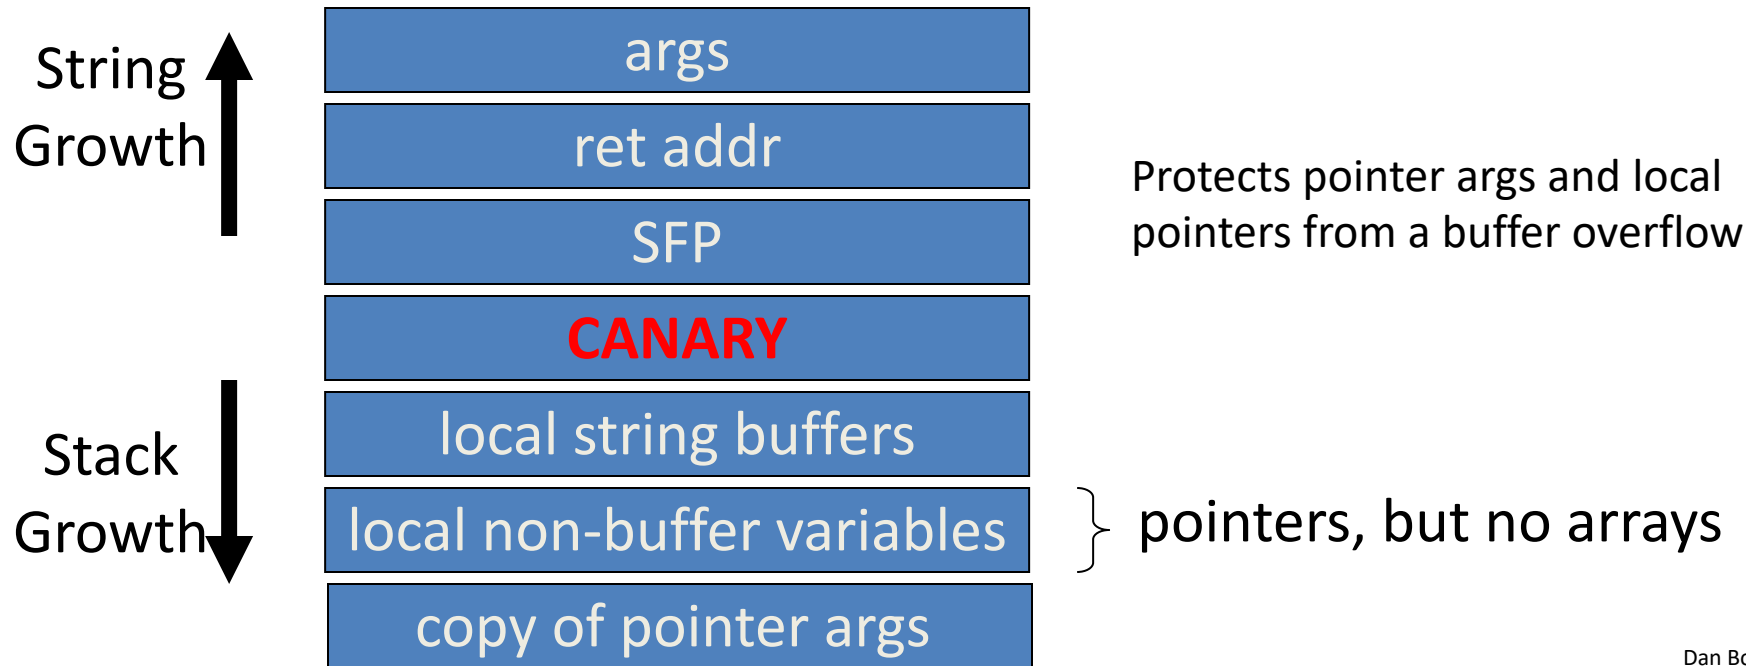 String
Growth
args
ret addr
SFP
CANARY
local string buffers
local non-buffer variables
copy of pointer args
Stack
Growth
Protects pointer args and local
pointers from a buffer overflow
pointers, but no arrays
Dan